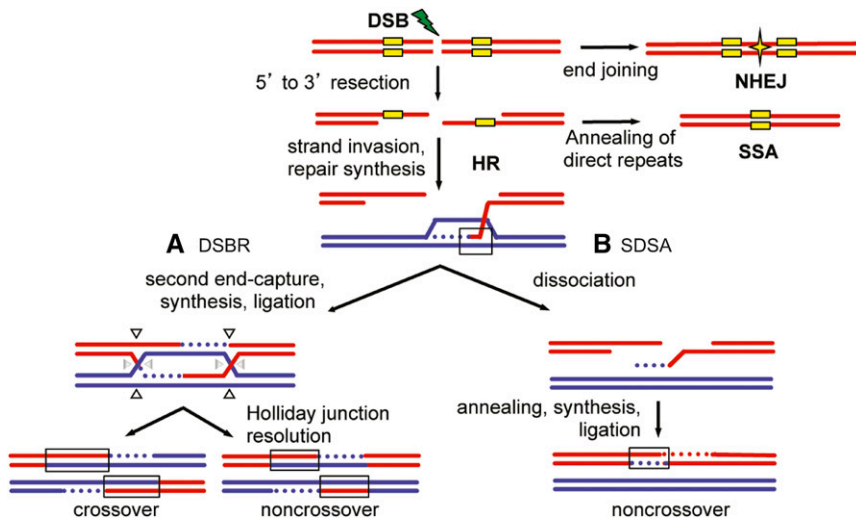 DSB
end joining
NHEJ
5' to 3' resection
strand invasion,
repair synthesis
HR
Annealing of
direct repeats
SSA
A DSBR
B SDSA
second end-capture,
synthesis, ligation
dissociation
Holliday junction
resolution
annealing, synthesis,
ligation
crossover
noncrossover
noncrossover